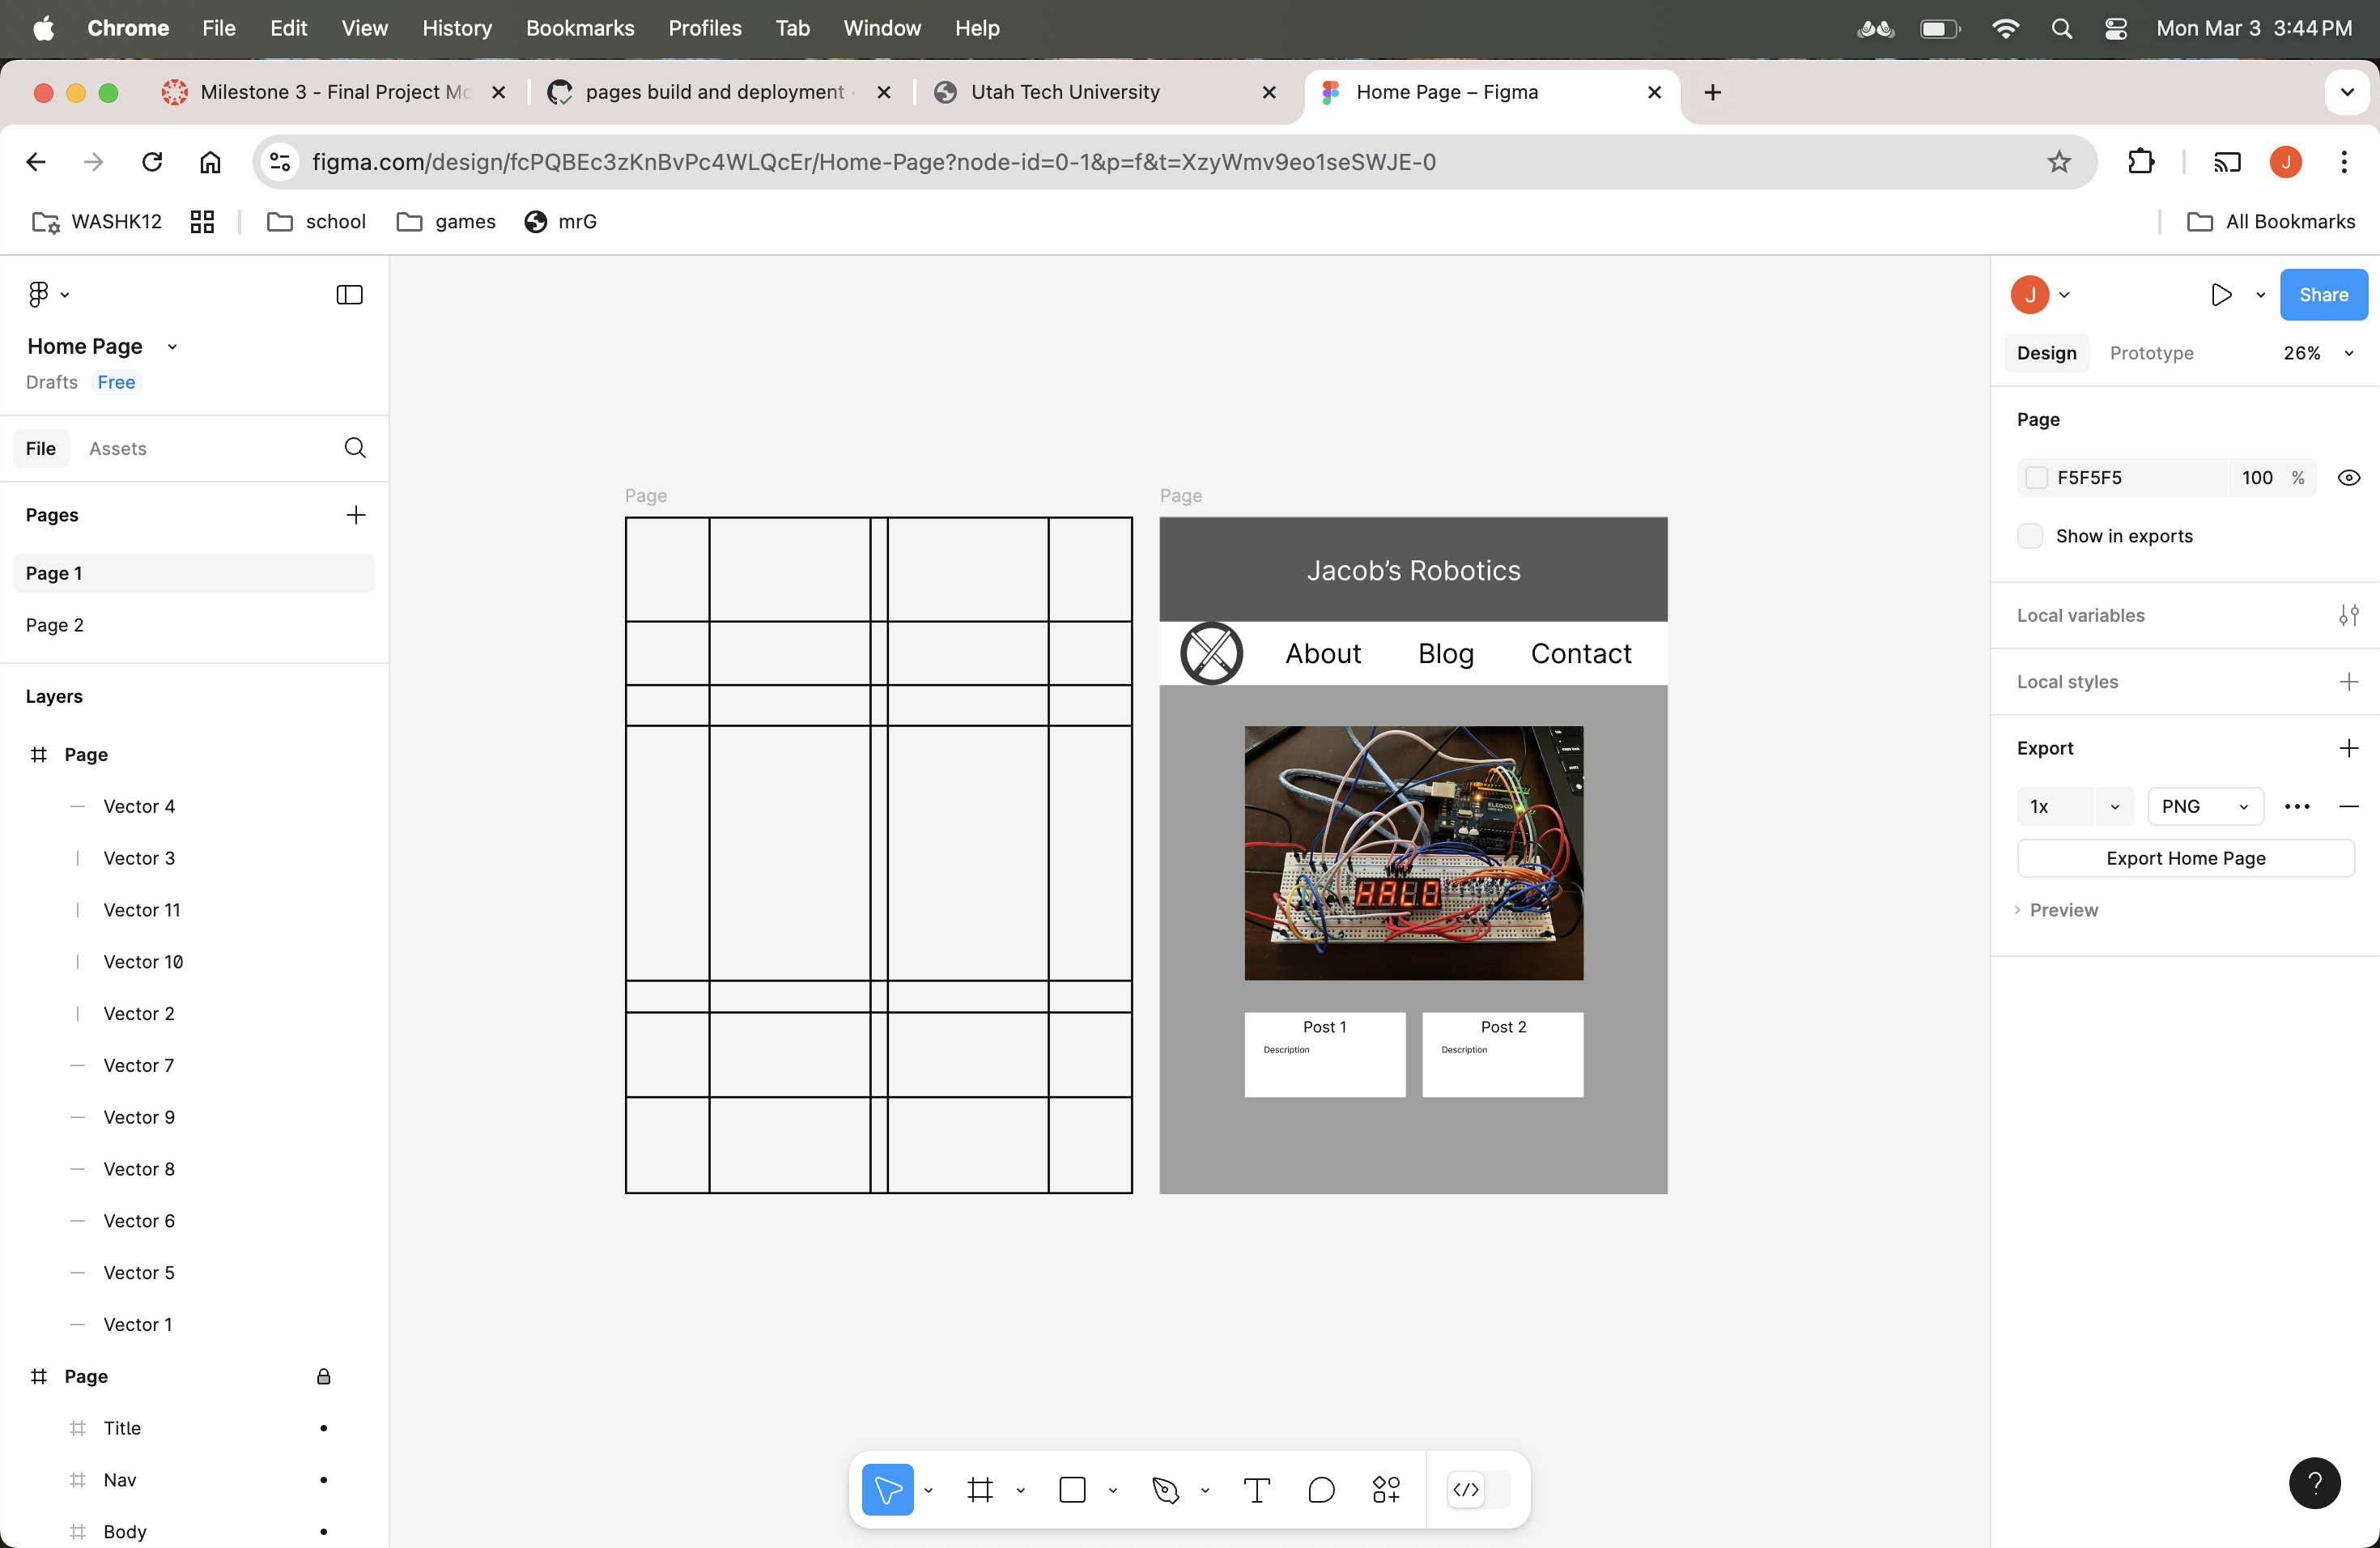 Chrome File Edit View History Bookmarks Profiles Tab Window Help Mon Mar 3 3:44 PM
Milestone 3 - Final Project Mo pages build and deployment Utah Tech University Home Page – Figma
figma.com/design/fcPQBEc3zKnBvPc4WLQcEr/Home-Page?node-id=0-1&p=f&t=XzyWmv9eo1seSWJE-0 J
WASHK12 school games mrG All Bookmarks
J Share
Home Page
Design Prototype 26%
Drafts Free
Page
File Assets
F5F5F5 100 %
Page Page
Pages
Show in exports
Jacob's Robotics
Page 1
Page 2
Local variables
About Blog Contact
Local styles
Layers
Export
Page
Vector 4
1x PNG
ELEGOO
Vector 3
Export Home Page
HALO
Vector 11
Preview
Vector 10
Vector 2
Post 1 Post 2
Description Description
Vector 7
Vector 9
Vector 8
Vector 6
Vector 5
Vector 1
Page
Title
Nav
Body
?